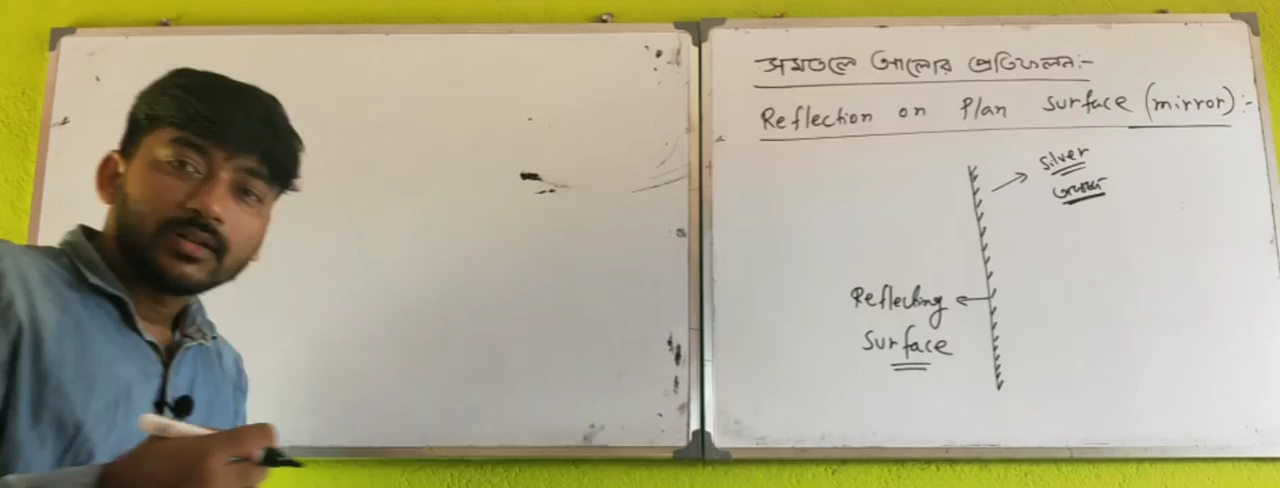 সমতলে আলোর প্রতিফলন:-
Reflection on Plan Surface (mirror):-
Silver
Reflecting
Surface